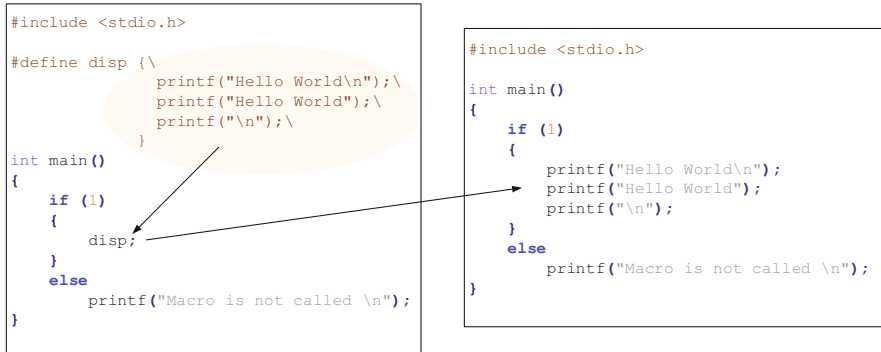 #include <stdio.h>
#define disp {\
printf("Hello World\n");\
printf("Hello World");\
printf("\n");\
}
int main()
{
if (1)
{
disp;
}
else
printf("Macro is not called \n");
}
#include <stdio.h>
int main()
{
if (1)
{
printf("Hello World\n");
printf("Hello World");
printf("\n");
}
else
printf("Macro is not called \n");
}